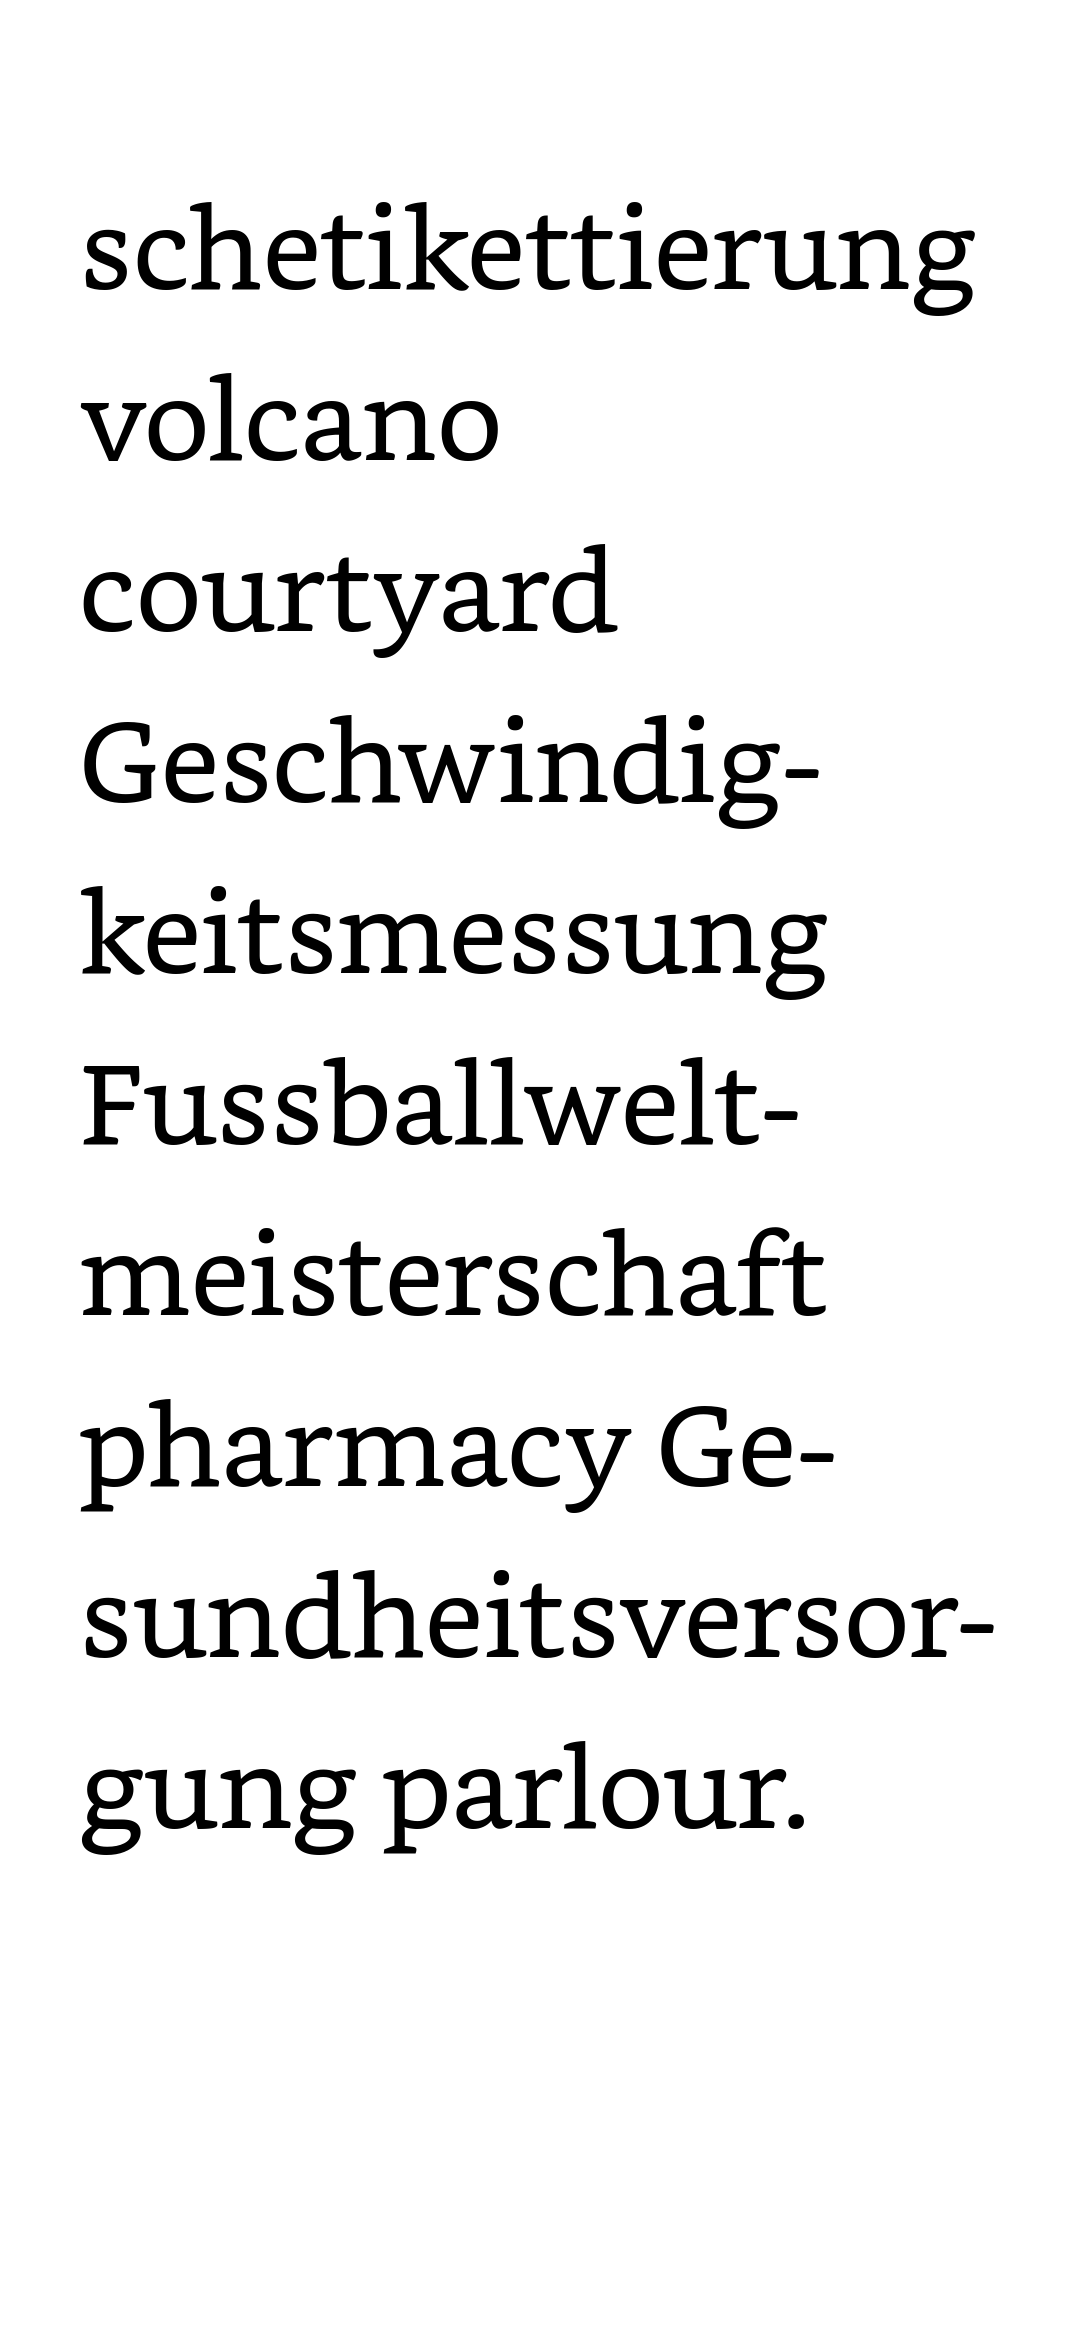 schetikettierung
volcano
courtyard
Geschwindig-
keitsmessung
Fussballwelt-
meisterschaft
pharmacy Ge-
sundheitsversor-
gung parlour.